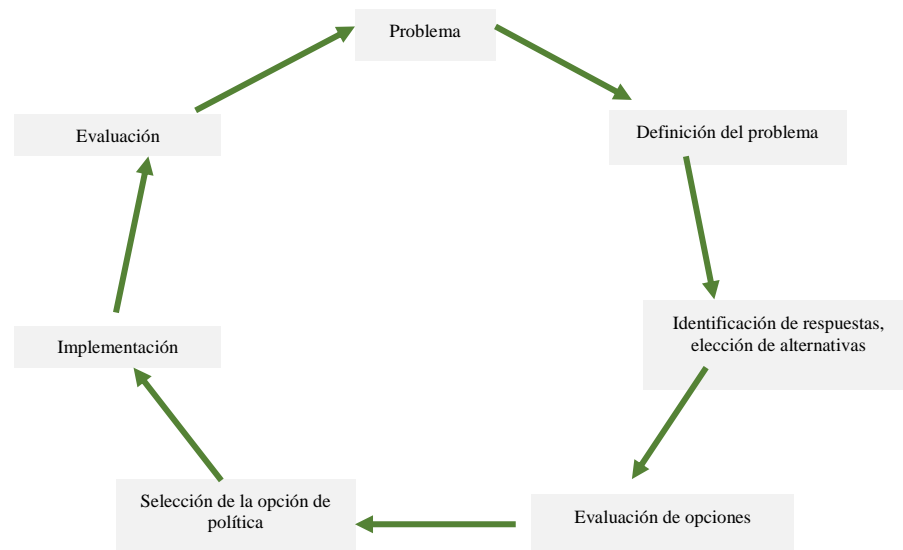 Problema
Definición del problema
Identificación de respuestas,
elección de alternativas
Evaluación de opciones
Selección de la opción de
política
Implementación
Evaluación